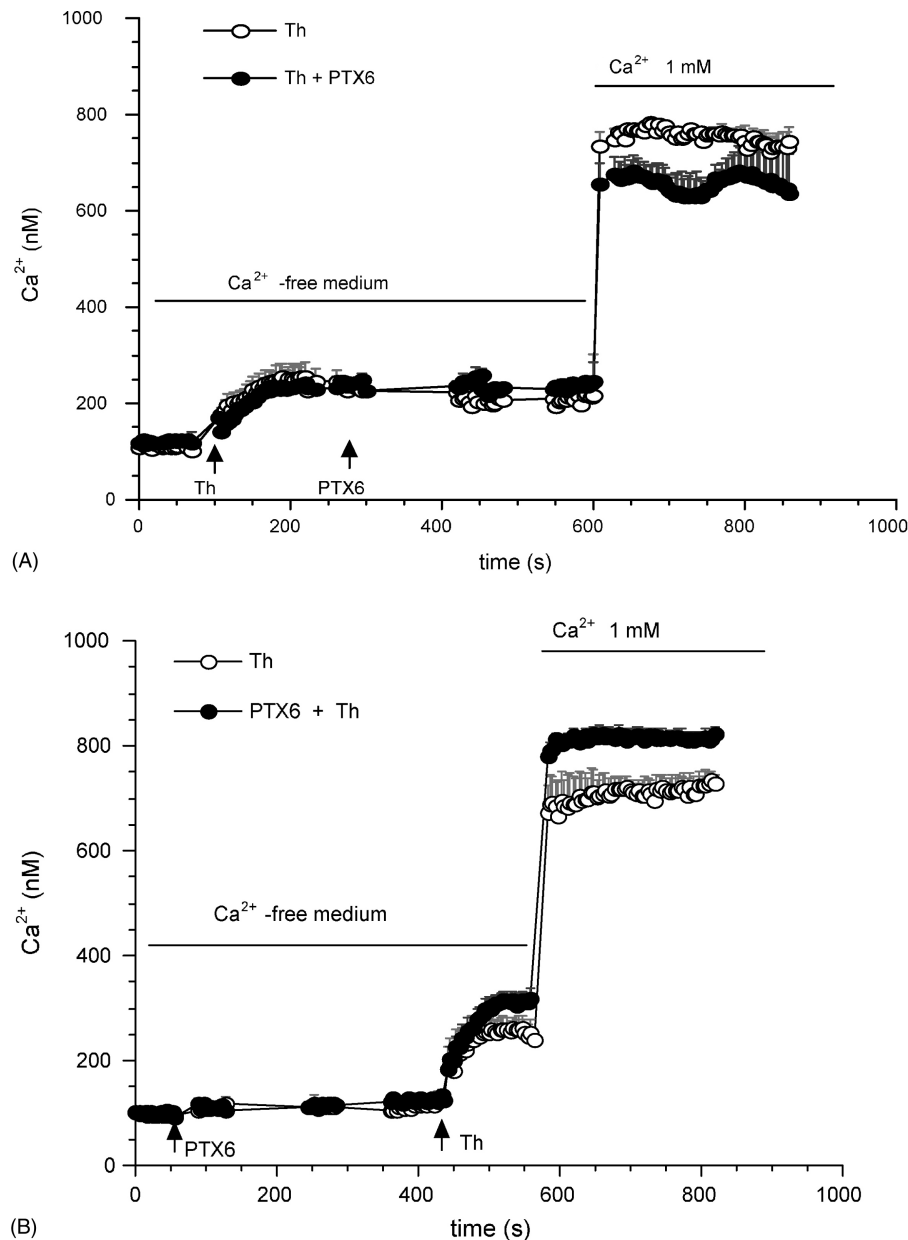 1000
Th
Th + PTX6
Ca2+ 1 mM
800
600
Ca2+ (nM)
Ca2+ -free medium
400
200
Th
PTX6
0
0 200 400 600 800 1000
(A)
time (s)
1000
Ca2+ 1 mM
Th
PTX6 + Th
800
600
Ca2+ (nM)
Ca2+ -free medium
400
200
PTX6
Th
0
0 200 400 600 800 1000
(B)
time (s)